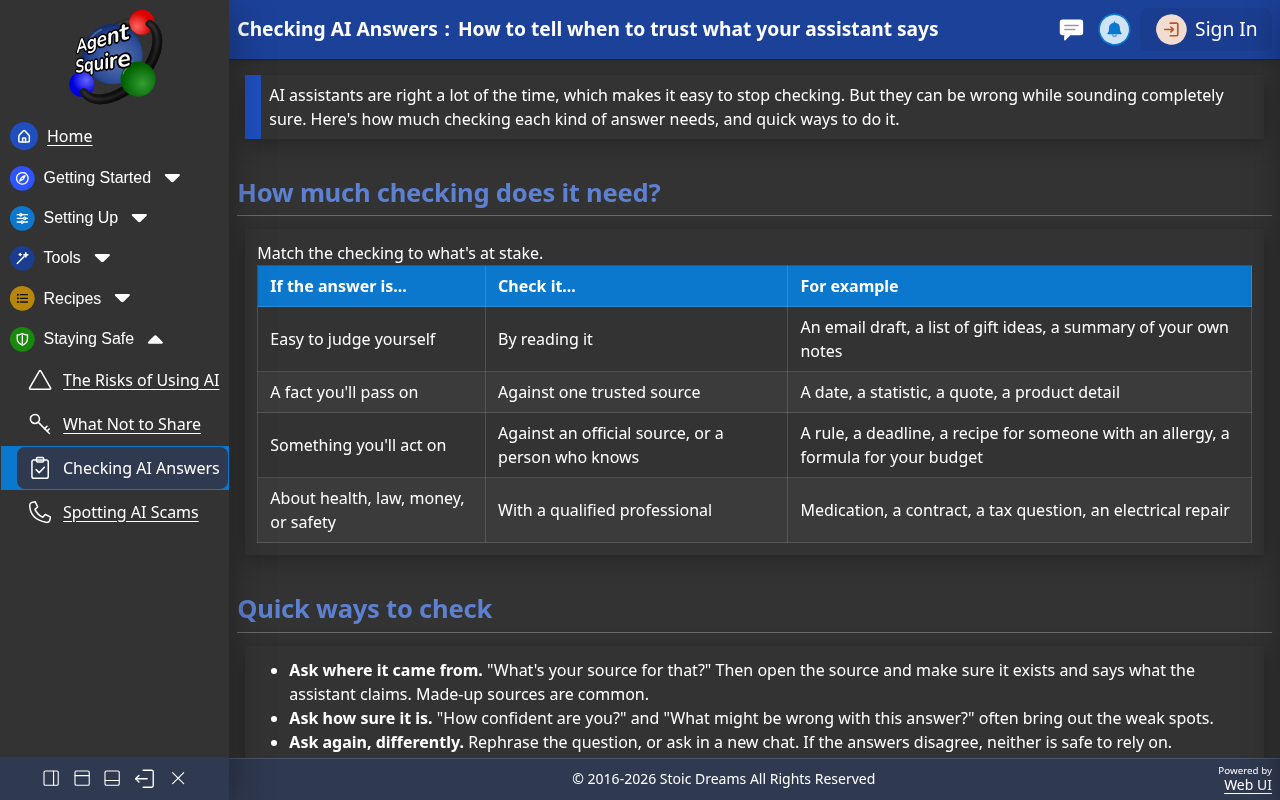 Agent
Squire
Home
Getting Started
Setting Up
Tools
Recipes
Staying Safe
The Risks of Using AI
What Not to Share
Checking AI Answers
Spotting AI Scams
Checking AI Answers : How to tell when to trust what your assistant says
Sign In
AI assistants are right a lot of the time, which makes it easy to stop checking. But they can be wrong while sounding completely
sure. Here's how much checking each kind of answer needs, and quick ways to do it.
How much checking does it need?
Match the checking to what's at stake.
If the answer is... Check it... For example
Easy to judge yourself By reading it An email draft, a list of gift ideas, a summary of your own
notes
A fact you'll pass on Against one trusted source A date, a statistic, a quote, a product detail
Something you'll act on Against an official source, or a
person who knows A rule, a deadline, a recipe for someone with an allergy, a
formula for your budget
About health, law, money,
or safety With a qualified professional Medication, a contract, a tax question, an electrical repair
Quick ways to check
• Ask where it came from. "What's your source for that?" Then open the source and make sure it exists and says what the
assistant claims. Made-up sources are common.
• Ask how sure it is. "How confident are you?" and "What might be wrong with this answer?" often bring out the weak spots.
• Ask again, differently. Rephrase the question, or ask in a new chat. If the answers disagree, neither is safe to rely on.
© 2016-2026 Stoic Dreams All Rights Reserved
Powered by
Web UI